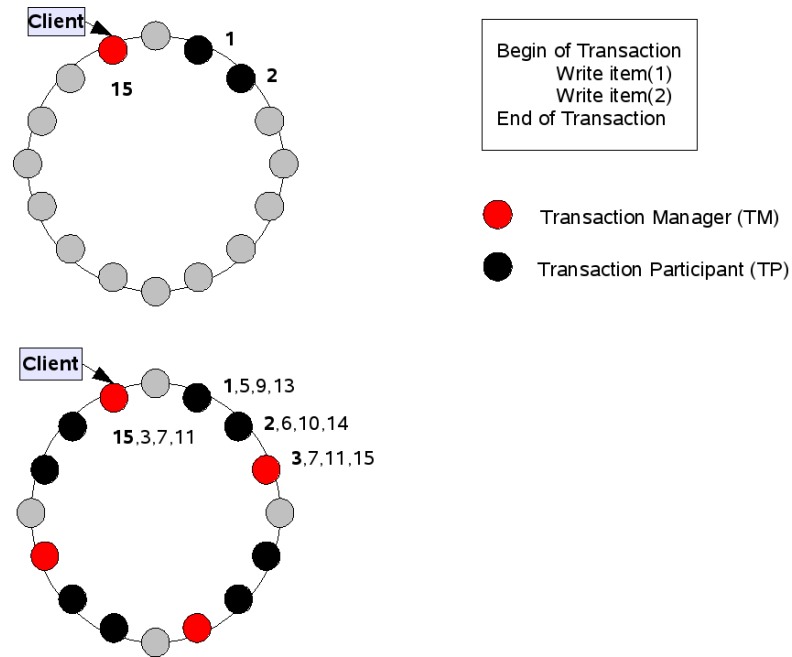 Client
1
2
15
Begin of Transaction
Write item(1)
Write item(2)
End of Transaction
Transaction Manager (TM)
Transaction Participant (TP)
Client
1,5,9,13
2,6,10,14
15,3,7,11
3,7,11,15